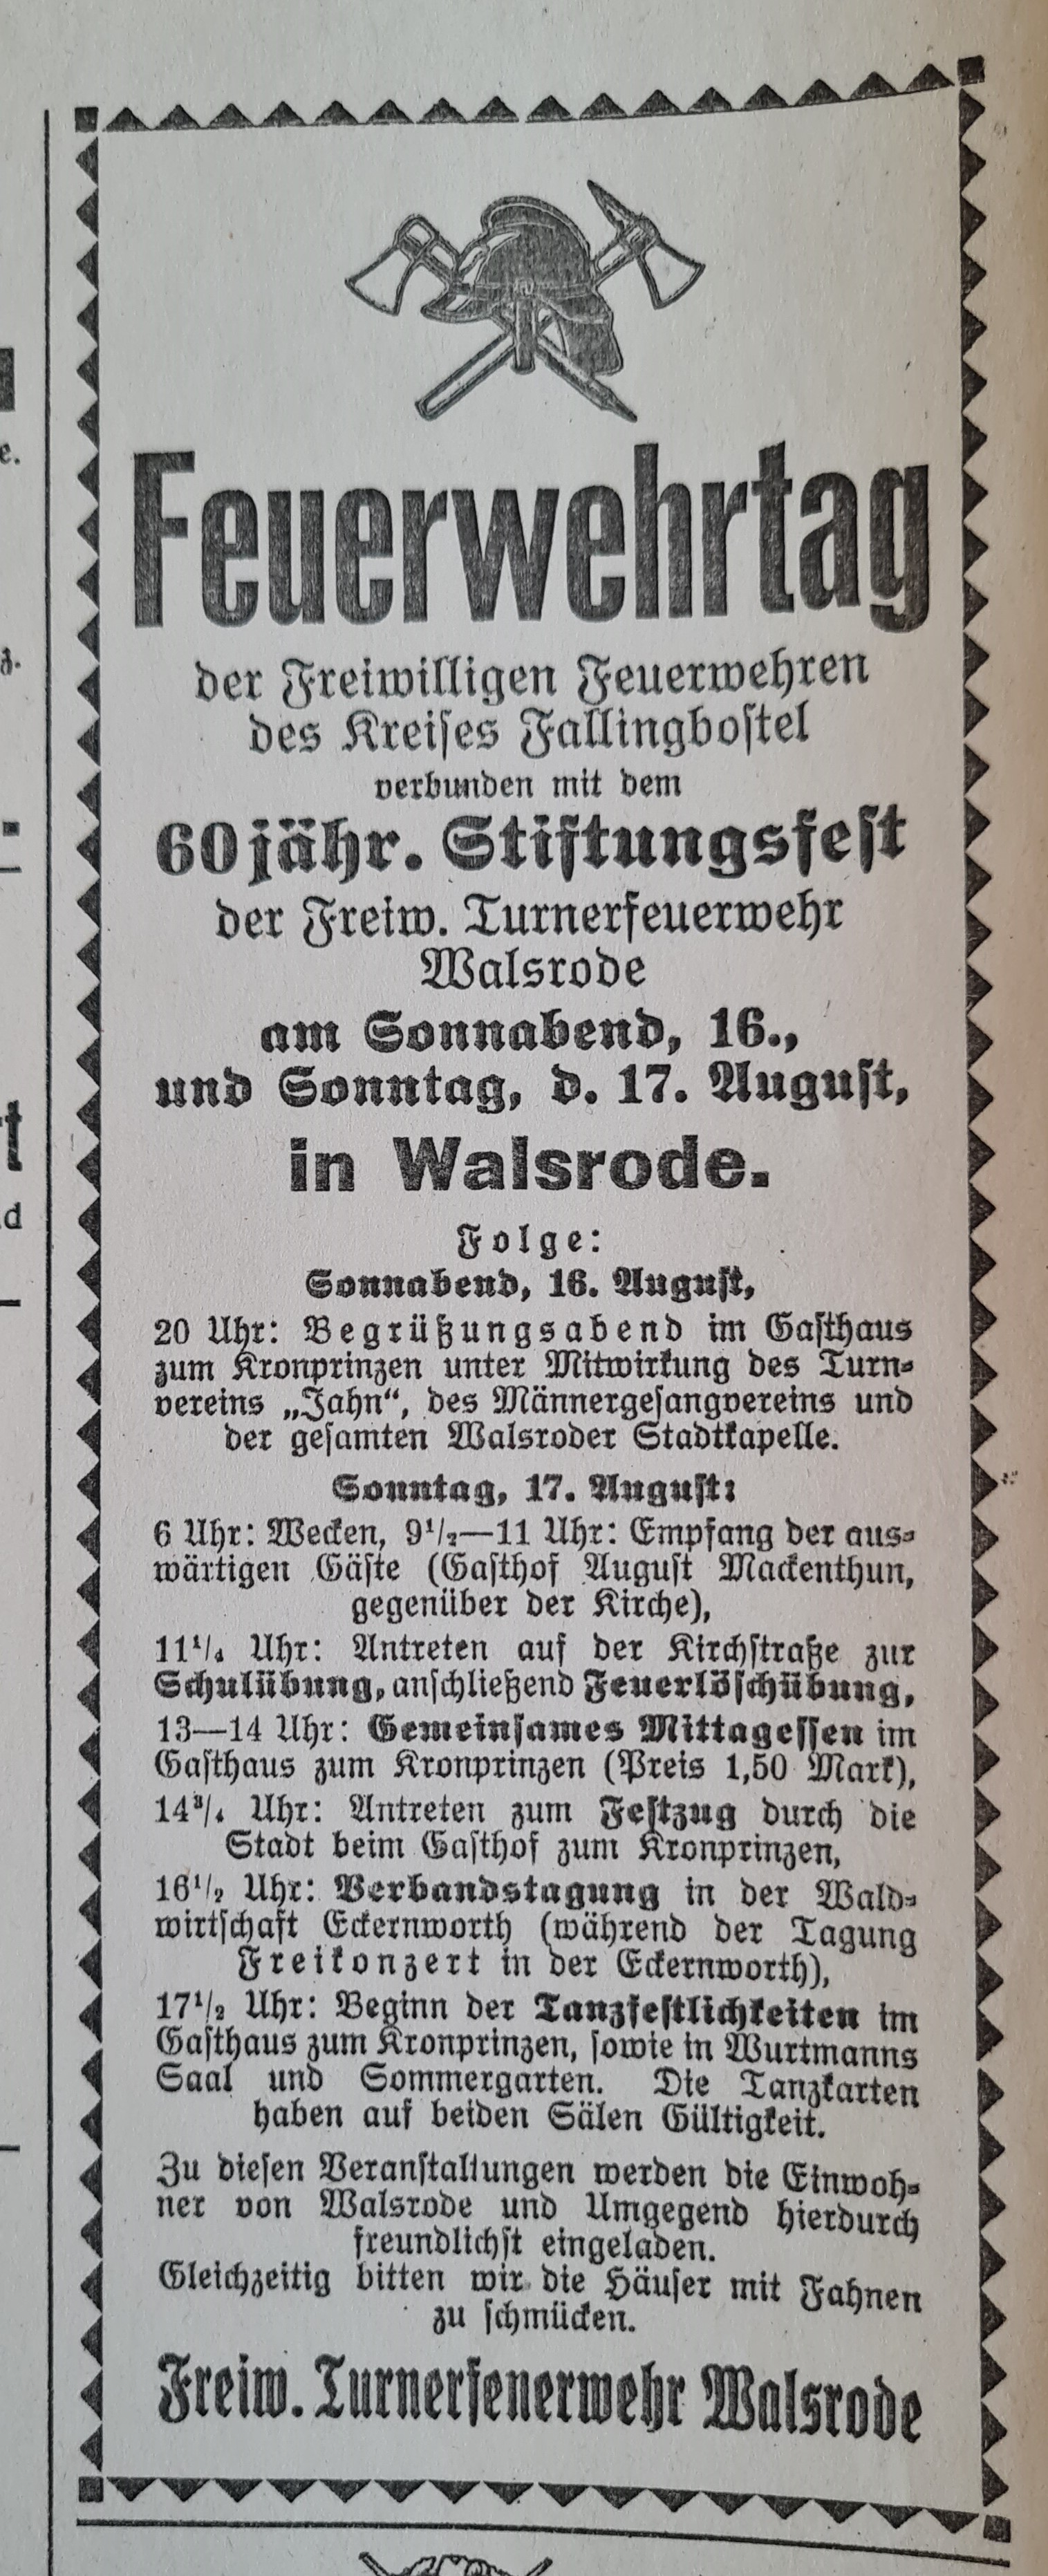 Feuerwehrtag
der Freiwilligen Feuerwehren
des Kreises Fallingbostel
verbunden mit dem
60jähr. Stiftungsfest
der Freiw. Turnerfeuerwehr
Walsrode
am Sonnabend, 16.,
und Sonntag, d. 17. August,
in Walsrode.
Folge:
Sonnabend, 16. August,
20 Uhr: Begrüßungsabend im Gasthaus
zum Kronprinzen unter Mitwirkung des Turn-
vereins „Jahn“, des Männergesangvereins und
der gesamten Walsroder Stadtkapelle.
Sonntag, 17. August:
6 Uhr: Wecken, 9½—11 Uhr: Empfang der aus-
wärtigen Gäste (Gasthof August Mackenthun,
gegenüber der Kirche),
11¼ Uhr: Antreten auf der Kirchstraße zur
Schulübung, anschließend Feuerlöschübung,
13—14 Uhr: Gemeinsames Mittagessen im
Gasthaus zum Kronprinzen (Preis 1,50 Mark),
14¾ Uhr: Antreten zum Festzug durch die
Stadt beim Gasthof zum Kronprinzen,
16½ Uhr: Verbandstagung in der Wald-
wirtschaft Eckernworth (während der Tagung
Freikonzert in der Eckernworth),
17½ Uhr: Beginn der Tanzfestlichkeiten im
Gasthaus zum Kronprinzen, sowie in Wurtmanns
Saal und Sommergarten. Die Tanzkarten
haben auf beiden Sälen Gültigkeit.
Zu diesen Veranstaltungen werden die Einwoh-
ner von Walsrode und Umgegend hierdurch
freundlichst eingeladen.
Gleichzeitig bitten wir die Häuser mit Fahnen
zu schmücken.
Freiw. Turnerfeuerwehr Walsrode